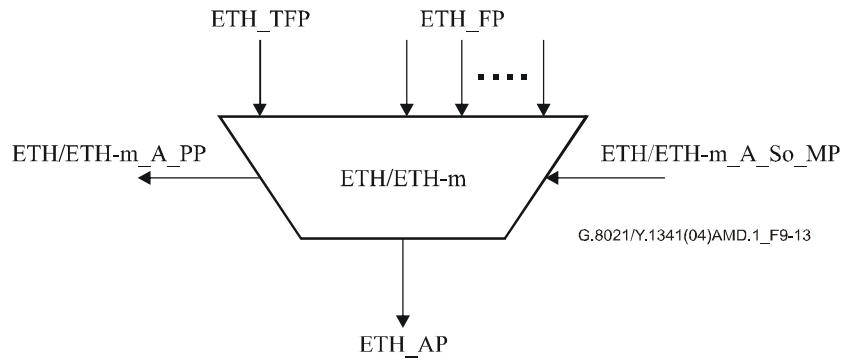 ETH_TFP
ETH_FP
ETH/ETH-m_A_PP
ETH/ETH-m
ETH/ETH-m_A_So_MP
G.8021/Y.1341(04)AMD.1_F9-13
ETH_AP